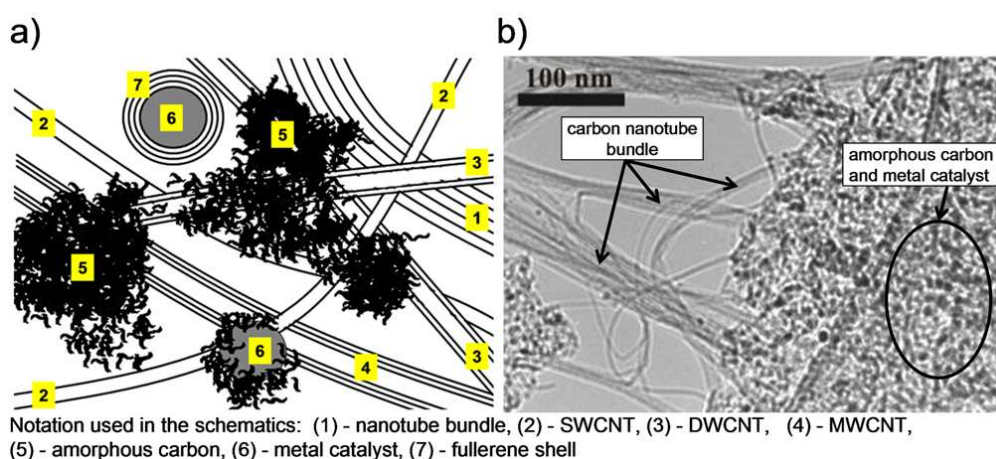 a)
7
6
2
2
5
3
1
5
6
4
3
2
b)
100 nm
carbon nanotube
bundle
amorphous carbon
and metal catalyst
Notation used in the schematics: (1) - nanotube bundle, (2) - SWCNT, (3) - DWCNT, (4) - MWCNT,
(5) - amorphous carbon, (6) - metal catalyst, (7) - fullerene shell